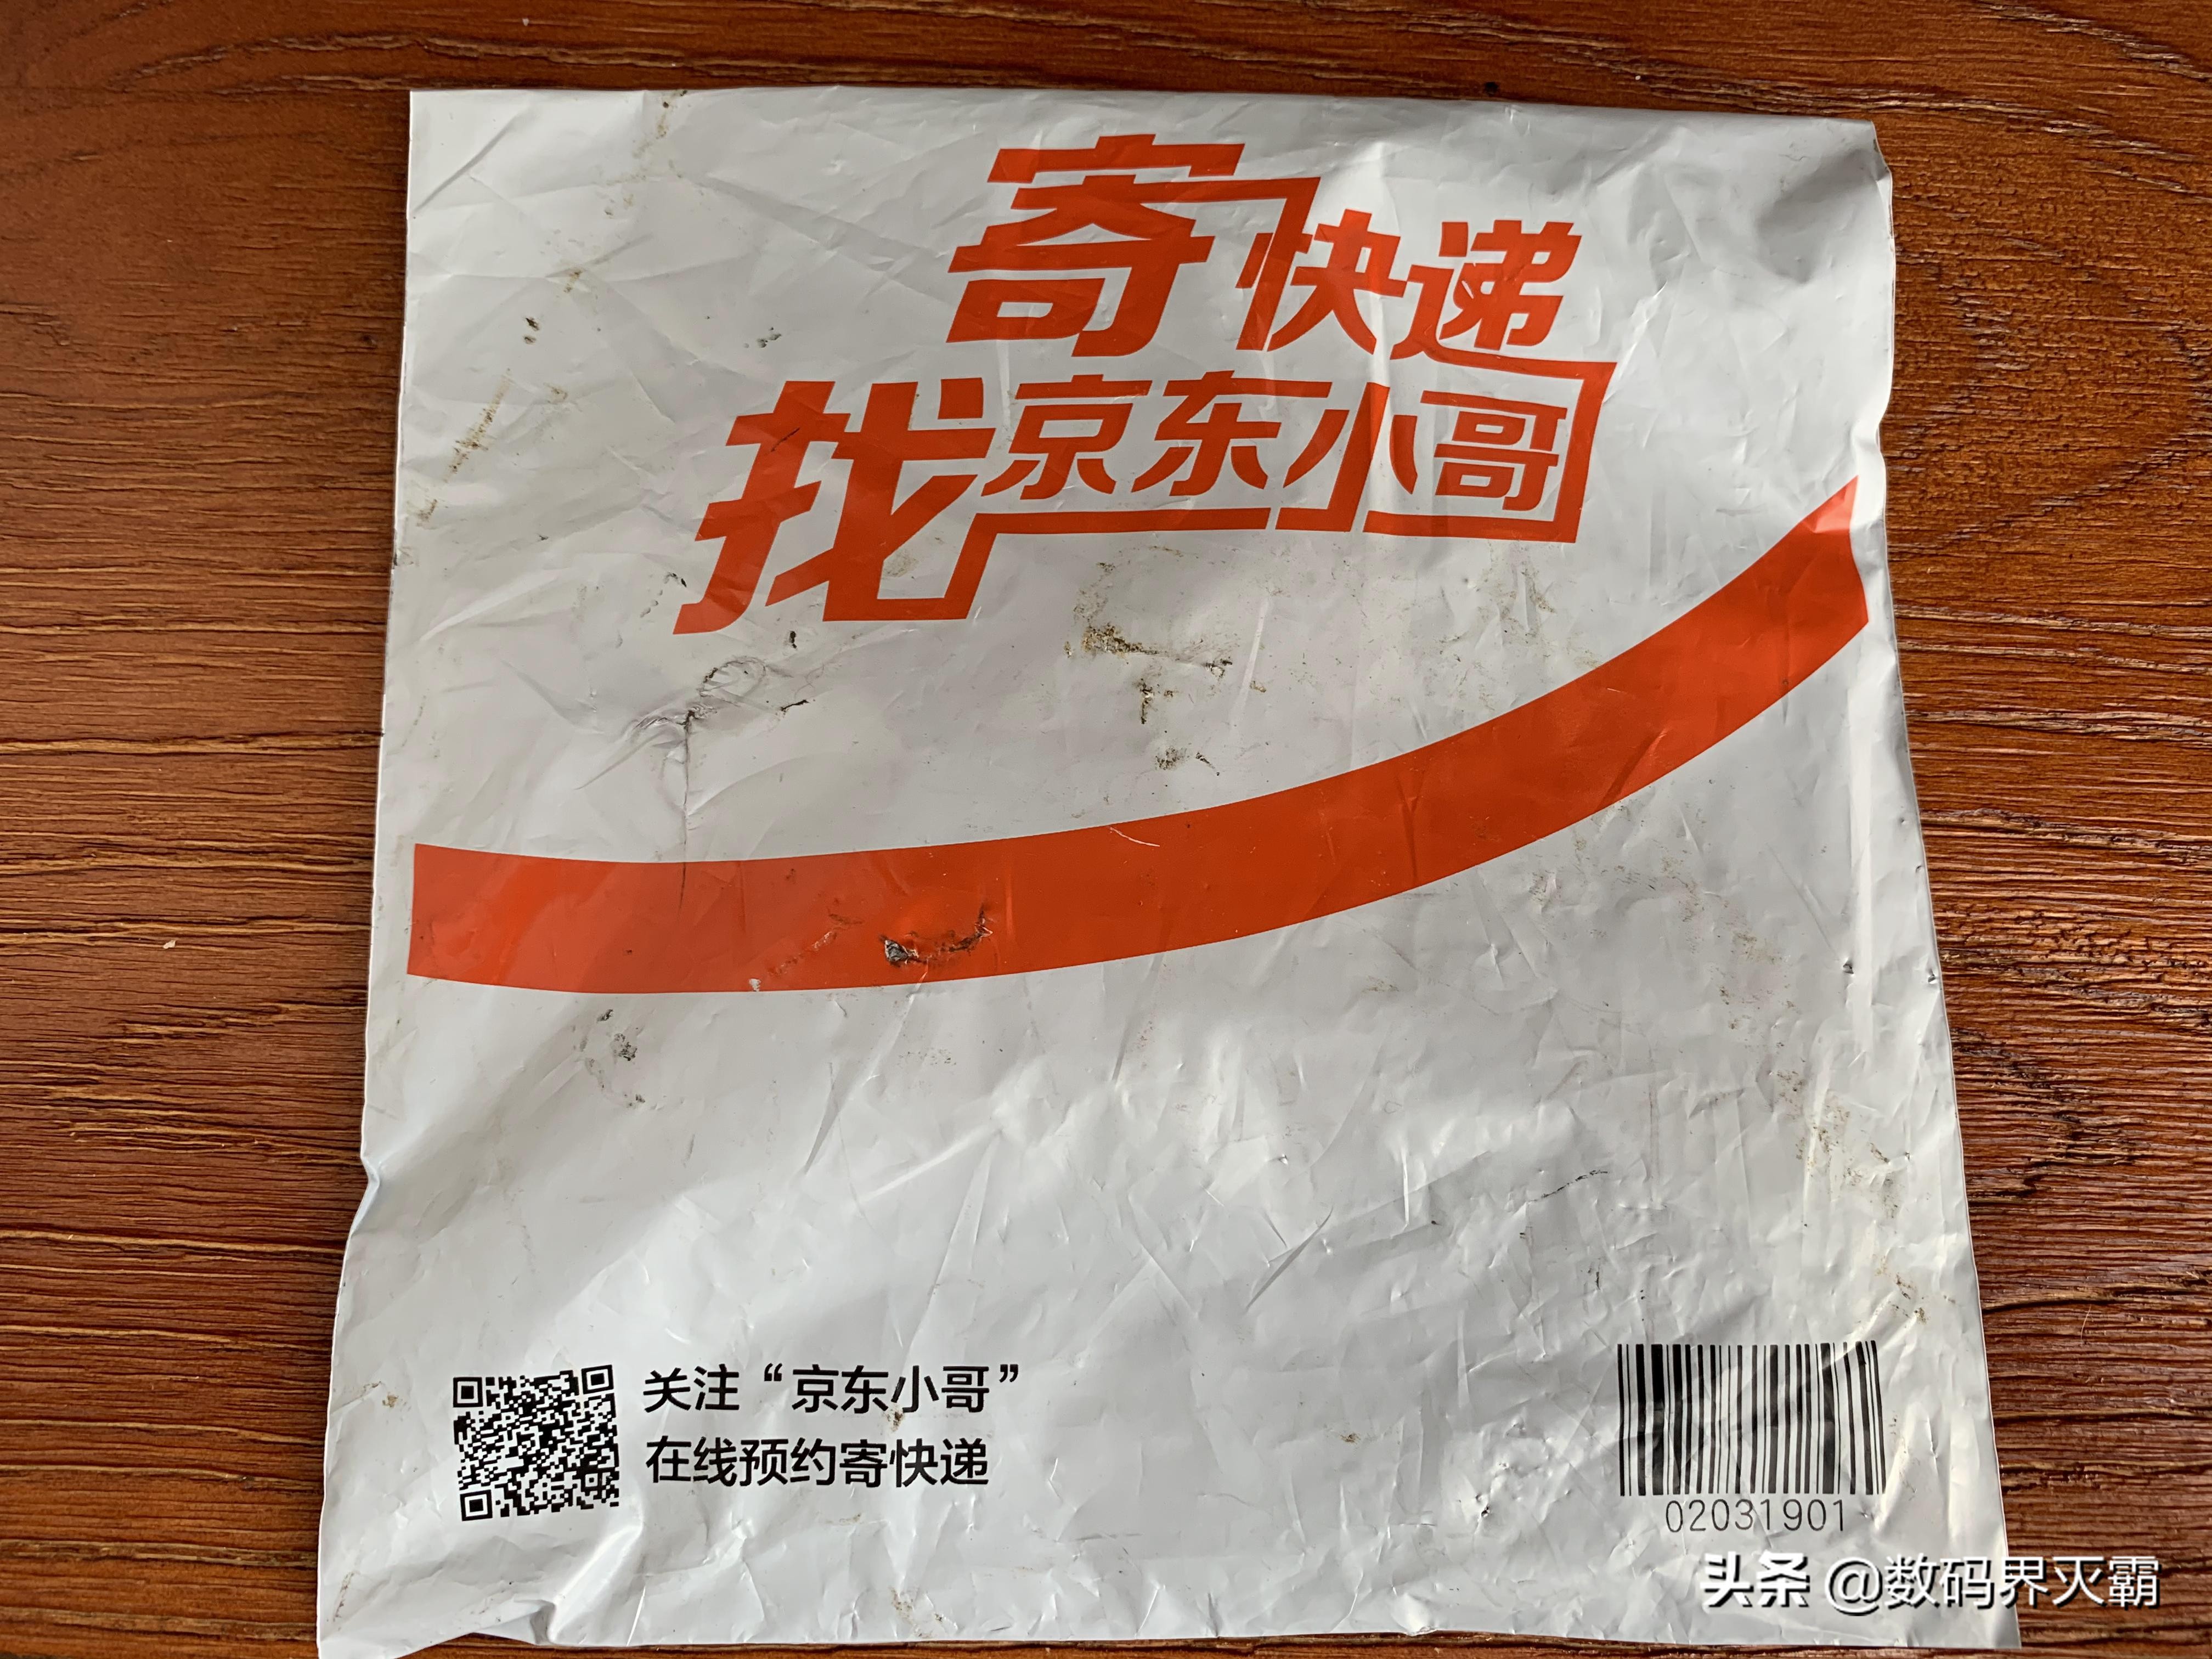 寄快递
找京东小哥
关注“京东小哥”
在线预约寄快递
02031901
头条 @数码界灭霸